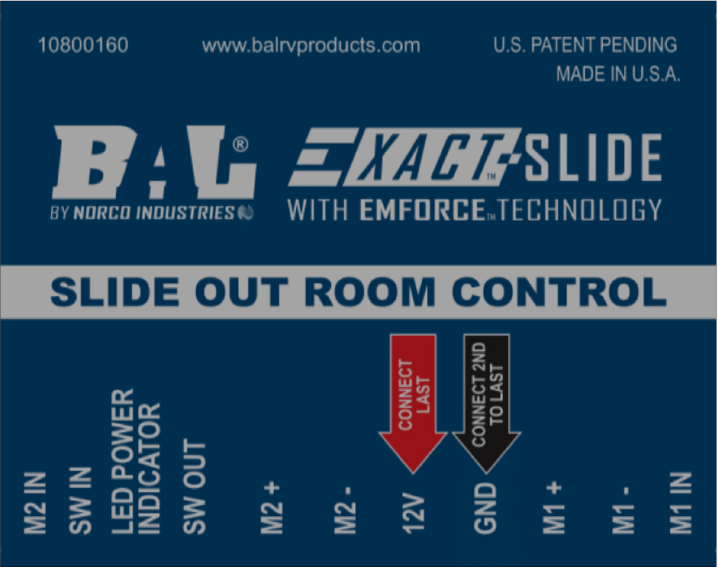 10800160 www.balrvproducts.com U.S. PATENT PENDING
MADE IN U.S.A.
BAL® EXACT™-SLIDE
BY NORCO INDUSTRIES WITH EMFORCE™ TECHNOLOGY
SLIDE OUT ROOM CONTROL
CONNECT
LAST
CONNECT 2ND
TO LAST
M2 IN
SW IN
LED POWER
INDICATOR
SW OUT
M2 +
M2 -
12V
GND
M1 +
M1 -
M1 IN